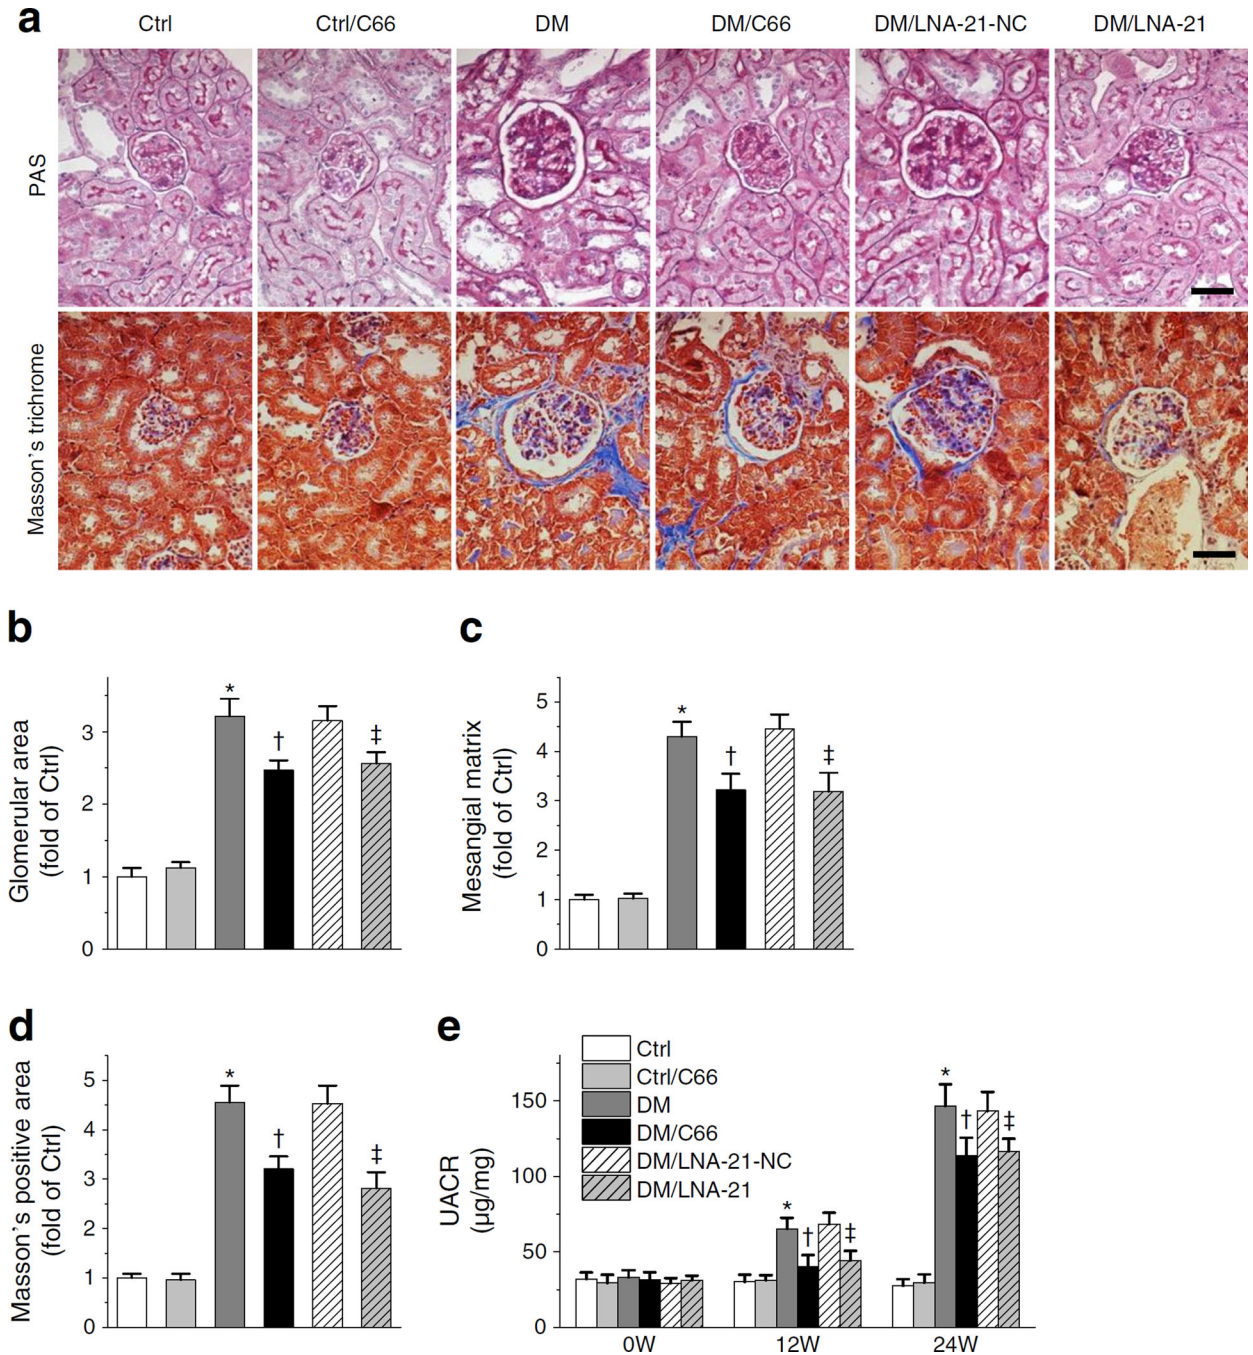 a
Ctrl Ctrl/C66 DM DM/C66 DM/LNA-21-NC DM/LNA-21
PAS
Masson's trichrome
b
Glomerular area
(fold of Ctrl)
3
2
1
0
*
†
‡
c
Mesangial matrix
(fold of Ctrl)
5
4
3
2
1
0
*
†
‡
d
Masson's positive area
(fold of Ctrl)
5
4
3
2
1
0
*
†
‡
e
Ctrl
Ctrl/C66
DM
DM/C66
DM/LNA-21-NC
DM/LNA-21
UACR
(µg/mg)
150
100
50
0
*
†
‡
*
†
‡
0W 12W 24W